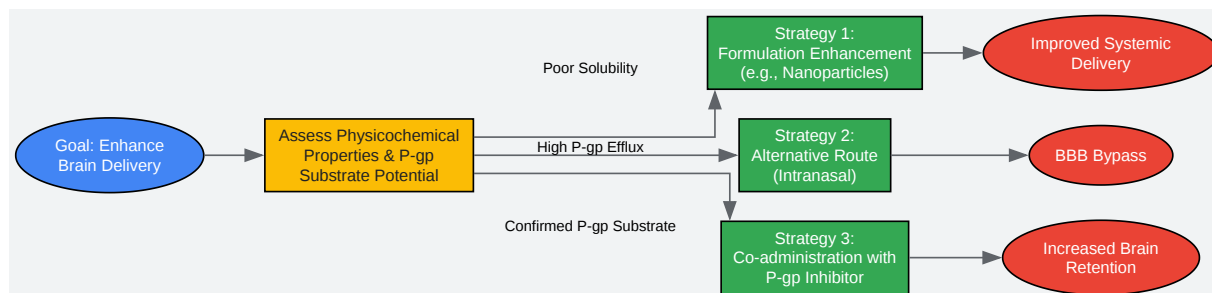 Goal: Enhance
Brain Delivery
Assess Physicochemical
Properties & P-gp
Substrate Potential
Poor Solubility
High P-gp Efflux
Confirmed P-gp Substrate
Strategy 1:
Formulation Enhancement
(e.g., Nanoparticles)
Improved Systemic
Delivery
Strategy 2:
Alternative Route
(Intranasal)
BBB Bypass
Strategy 3:
Co-administration with
P-gp Inhibitor
Increased Brain
Retention